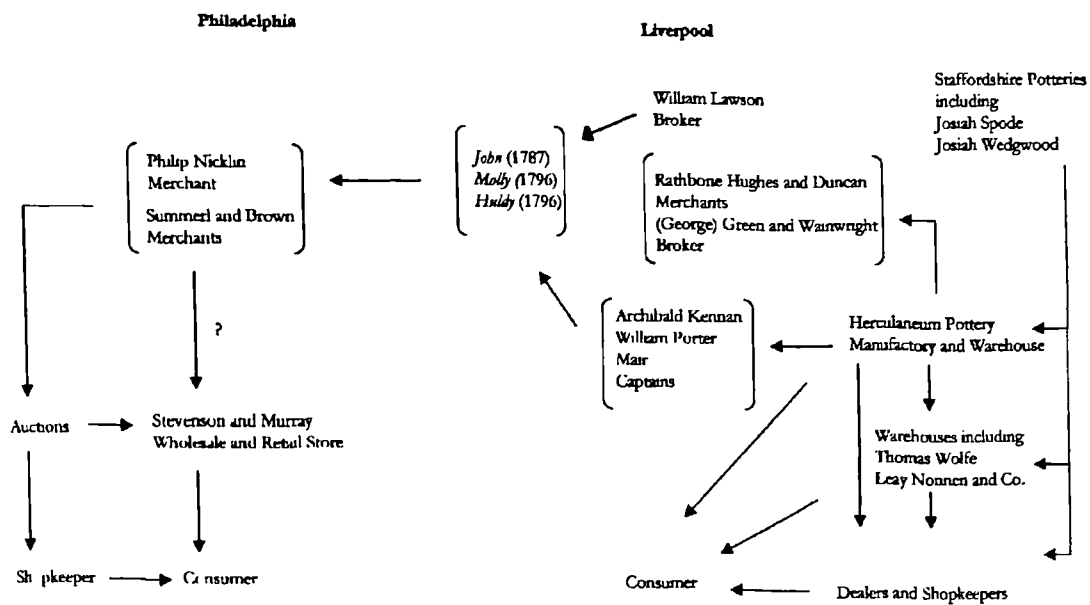 Philadelphia
Liverpool
Staffordshire Potteries
including
Josiah Spode
Josiah Wedgwood
William Lawson
Broker
Philip Nicklin
Merchant
Summerl and Brown
Merchants
John (1787)
Molly (1796)
Huldy (1796)
Rathbone Hughes and Duncan
Merchants
(George) Green and Wainwright
Broker
?
Archibald Kennan
William Porter
Mair
Captains
Herculaneum Pottery
Manufactory and Warehouse
Auctions
Stevenson and Murray
Wholesale and Retail Store
Warehouses including
Thomas Wolfe
Leay Nonnen and Co.
Sh pkeeper
C nsumer
Consumer
Dealers and Shopkeepers